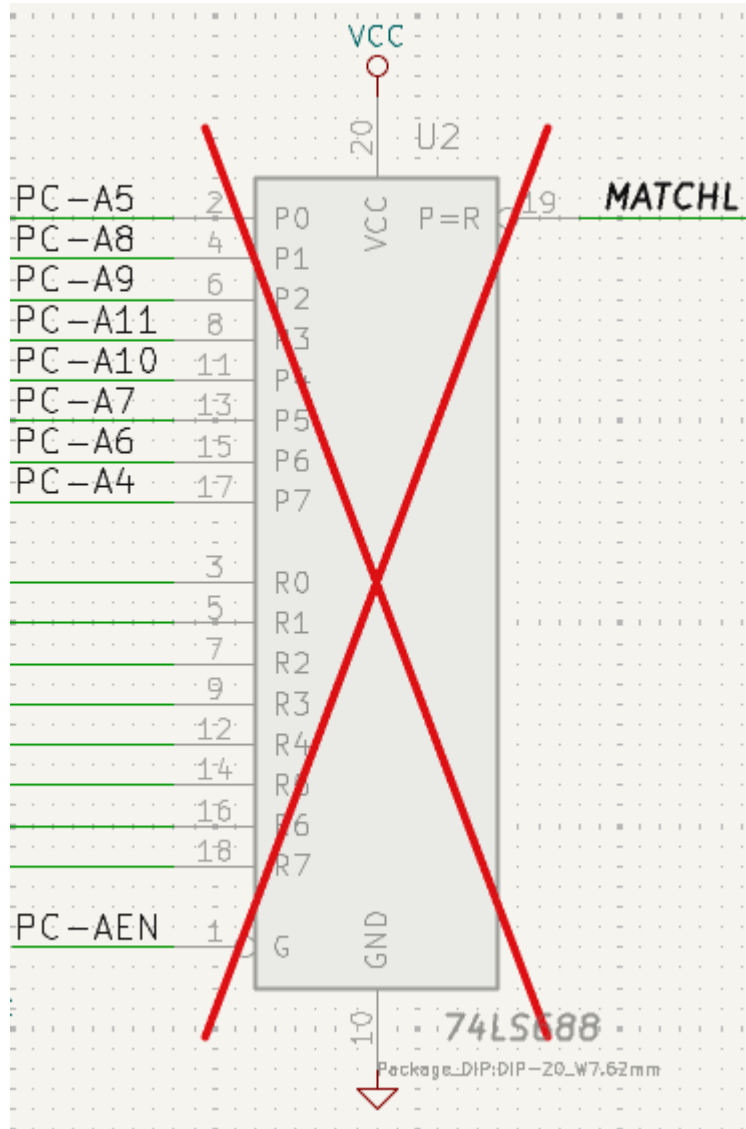 VCC
20 U2
PC-A5 2 P0 VCC P=R 19 MATCHL
PC-A8 4 P1
PC-A9 6 P2
PC-A11 8 P3
PC-A10 11 P4
PC-A7 13 P5
PC-A6 15 P6
PC-A4 17 P7
3 R0
5 R1
7 R2
9 R3
12 R4
14 R5
16 R6
18 R7
PC-AEN 1 G GND
10 74LS688
Package_DIP:DIP-20_W7.62mm